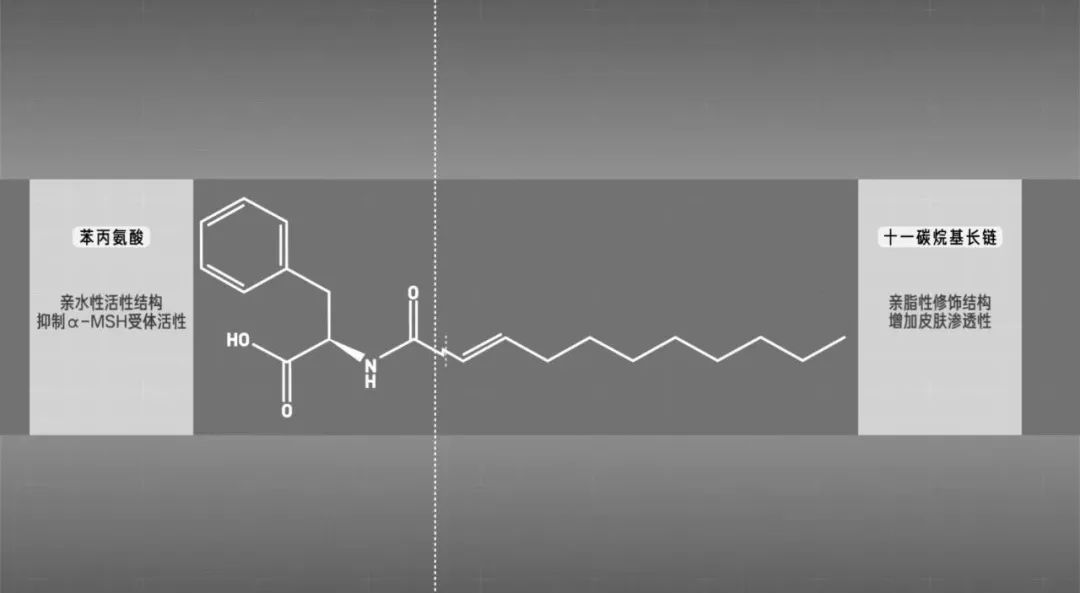 苯丙氨酸
亲水性活性结构
抑制α-MSH受体活性
O
HO
N
H
O
十一碳烷基长链
亲脂性修饰结构
增加皮肤渗透性